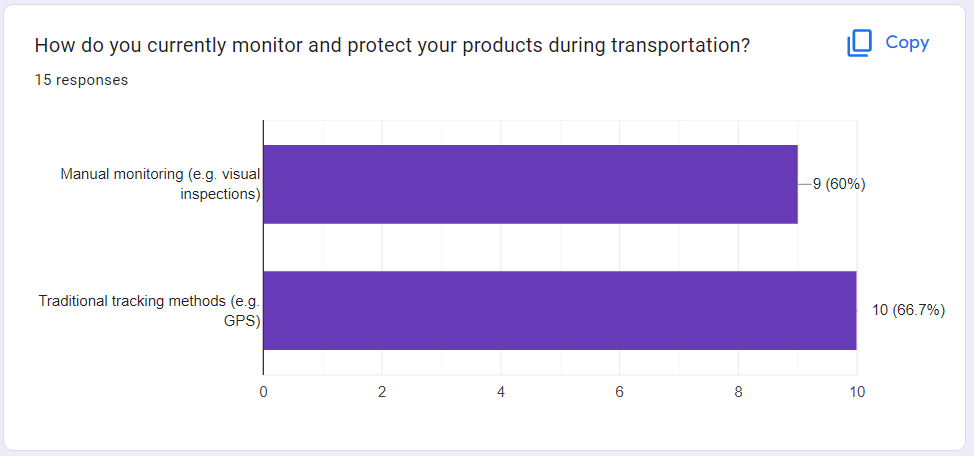 How do you currently monitor and protect your products during transportation?
Copy
15 responses
Manual monitoring (e.g. visual
inspections)
9 (60%)
Traditional tracking methods (e.g.
GPS)
10 (66.7%)
0 2 4 6 8 10